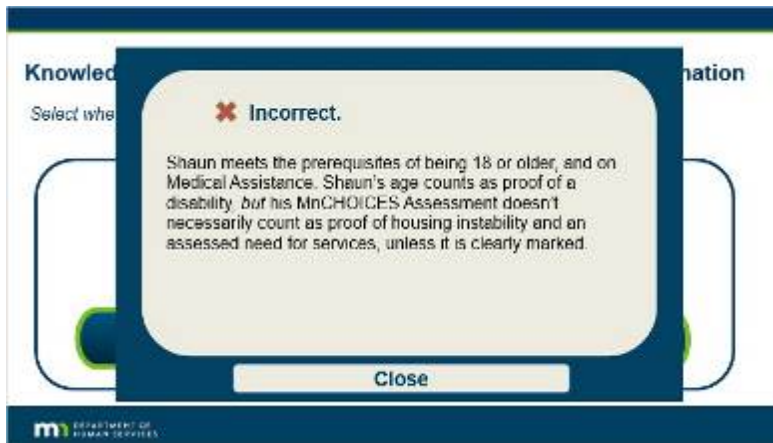 Knowled
nation
Select whe
✖ Incorrect.
Shaun meets the prerequisites of being 18 or older, and on
Medical Assistance. Shaun's age counts as proof of a
disability, but his MnCHOICES Assessment doesn't
necessarily count as proof of housing instability and an
assessed need for services, unless it is clearly marked.
Close
mn DEPARTMENT OF
HUMAN SERVICES